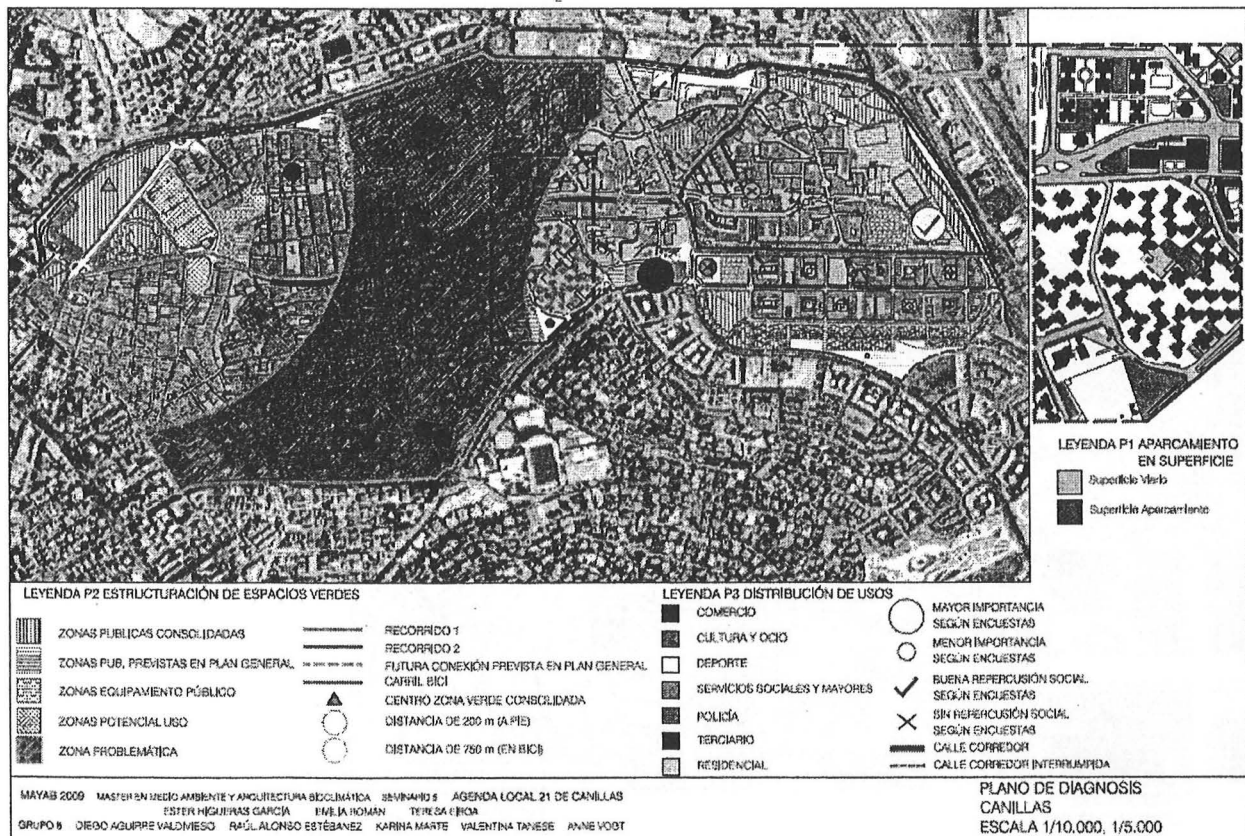 LEYENDA P1 APARCAMIENTO
EN SUPERFICIE
Superficie Viario
Superficie Aparcamiento
LEYENDA P2 ESTRUCTURACIÓN DE ESPACIOS VERDES
ZONAS PUBLICAS CONSOLIDADAS
ZONAS PUB, PREVISTAS EN PLAN GENERAL
ZONAS EQUIPAMIENTO PÚBLICO
ZONAS POTENCIAL USO
ZONA PROBLEMÁTICA
RECORRIDO 1
RECORRIDO 2
FUTURA CONEXIÓN PREVISTA EN PLAN GENERAL
CARRIL BICI
CENTRO ZONA VERDE CONSOLIDADA
DISTANCIA DE 200 m (A PIE)
DISTANCIA DE 750 m (EN BICI)
LEYENDA P3 DISTRIBUCIÓN DE USOS
COMERCIO
CULTURA Y OCIO
DEPORTE
SERVICIOS SOCIALES Y MAYORES
POLICÍA
TERCIARIO
RESIDENCIAL
MAYOR IMPORTANCIA
SEGÚN ENCUESTAS
MENOR IMPORTANCIA
SEGÚN ENCUESTAS
BUENA REPERCUSIÓN SOCIAL
SEGÚN ENCUESTAS
SIN REPERCUSIÓN SOCIAL
SEGÚN ENCUESTAS
CALLE CORREDOR
CALLE CORREDOR INTERRUMPIDA
MAYAB 2009 MASTER EN MEDIO AMBIENTE Y ARQUITECTURA BIOCLIMÁTICA SEMINARIO 5 AGENDA LOCAL 21 DE CANILLAS
ESTER HIGUERAS GARCÍA EMILIA ROMÁN TERESA
GRUPO 5 DIEGO AGUIRRE VALDIVIESO RAÚL ALONSO ESTÉBANEZ KARINA MARTE VALENTINA TANESE ANNE VOGT
PLANO DE DIAGNOSIS
CANILLAS
ESCALA 1/10.000, 1/5.000